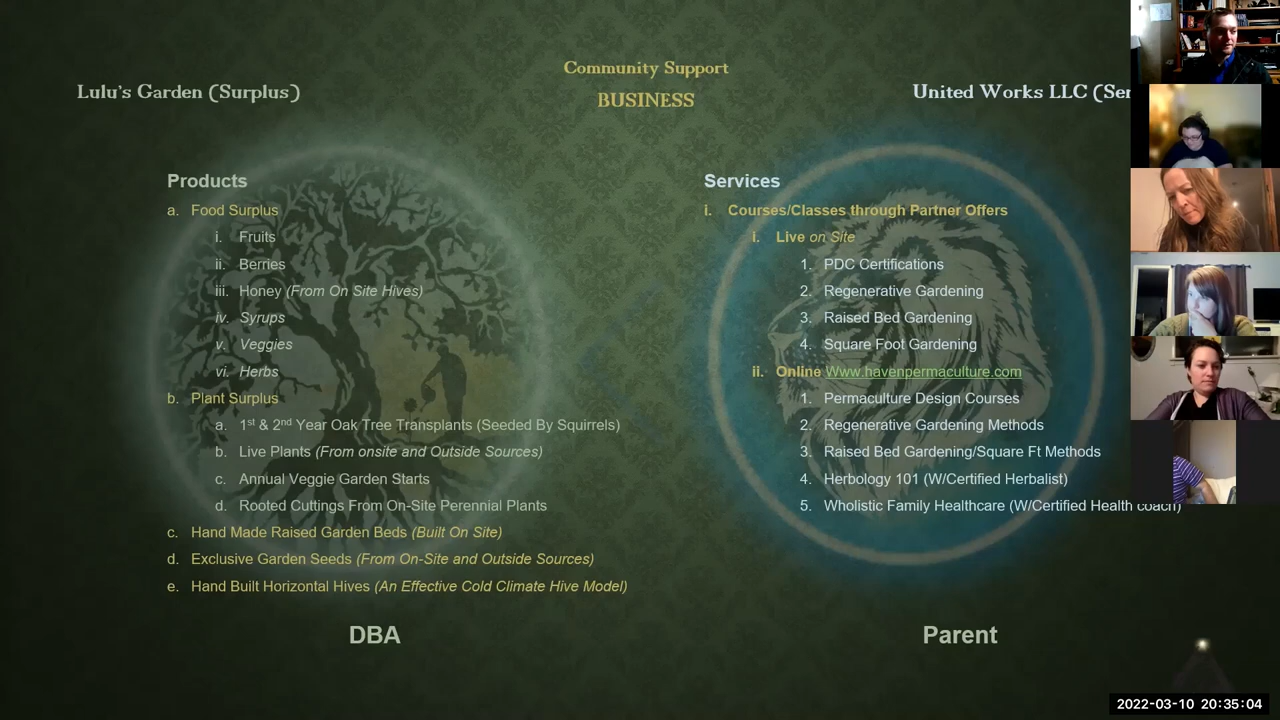 Community Support
BUSINESS
Lulu's Garden (Surplus)
Products
a. Food Surplus
i. Fruits
ii. Berries
iii. Honey (From On Site Hives)
iv. Syrups
v. Veggies
vi. Herbs
b. Plant Surplus
a. 1st & 2nd Year Oak Tree Transplants (Seeded By Squirrels)
b. Live Plants (From onsite and Outside Sources)
c. Annual Veggie Garden Starts
d. Rooted Cuttings From On-Site Perennial Plants
c. Hand Made Raised Garden Beds (Built On Site)
d. Exclusive Garden Seeds (From On-Site and Outside Sources)
e. Hand Built Horizontal Hives (An Effective Cold Climate Hive Model)
DBA
United Works LLC
Services
i. Courses/Classes through Partner Offers
i. Live on Site
1. PDC Certifications
2. Regenerative Gardening
3. Raised Bed Gardening
4. Square Foot Gardening
ii. Online Www.havenpermaculture.com
1. Permaculture Design Courses
2. Regenerative Gardening Methods
3. Raised Bed Gardening/Square Ft Methods
4. Herbology 101 (W/Certified Herbalist)
5. Wholistic Family Healthcare (W/Certified Health coach)
Parent
2022-03-10 20:35:04